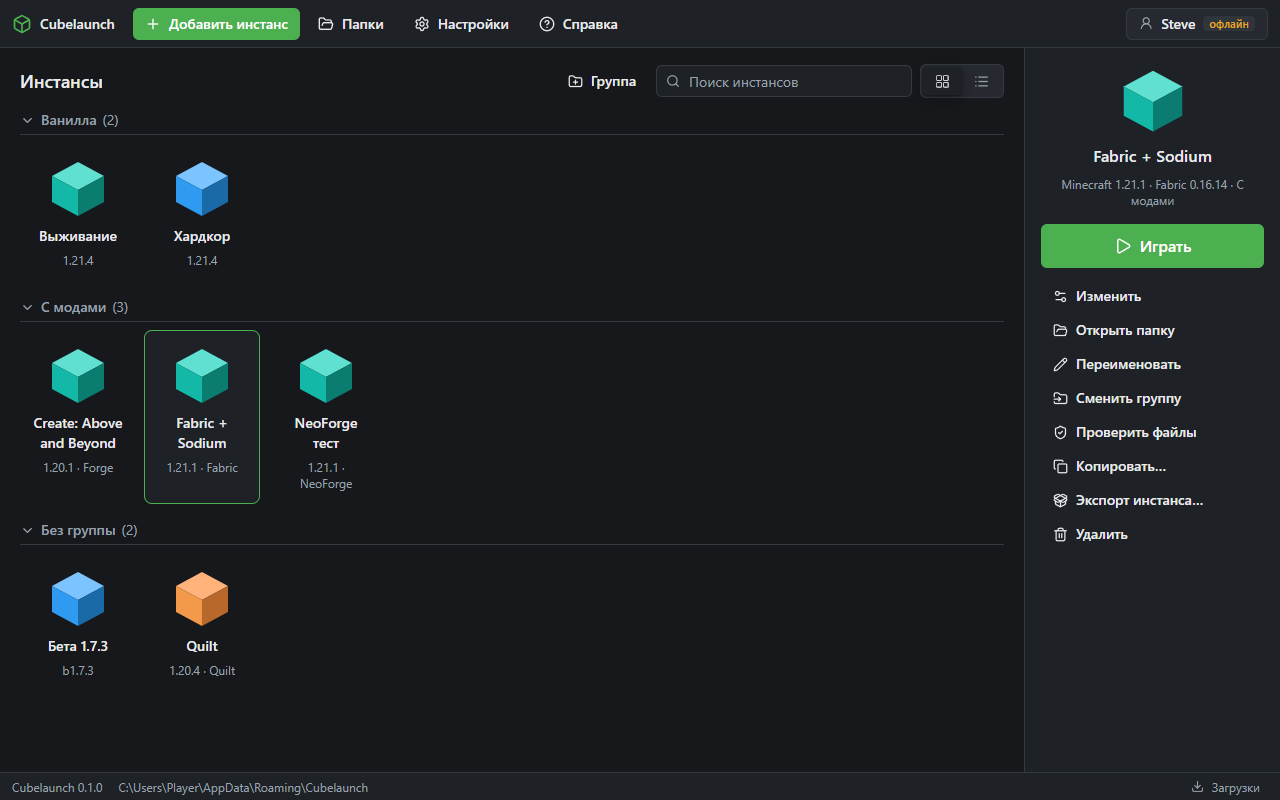 Cubelaunch
Добавить инстанс
Папки
Настройки
Справка
Steve
офлайн
Инстансы
Группа
Поиск инстансов
Ванилла (2)
Выживание
1.21.4
Хардкор
1.21.4
С модами (3)
Create: Above
and Beyond
1.20.1 · Forge
Fabric +
Sodium
1.21.1 · Fabric
NeoForge
тест
1.21.1 ·
NeoForge
Без группы (2)
Бета 1.7.3
b1.7.3
Quilt
1.20.4 · Quilt
Fabric + Sodium
Minecraft 1.21.1 · Fabric 0.16.14 · С
модами
Играть
Изменить
Открыть папку
Переименовать
Сменить группу
Проверить файлы
Копировать...
Экспорт инстанса...
Удалить
Cubelaunch 0.1.0
C:\Users\Player\AppData\Roaming\Cubelaunch
Загрузки